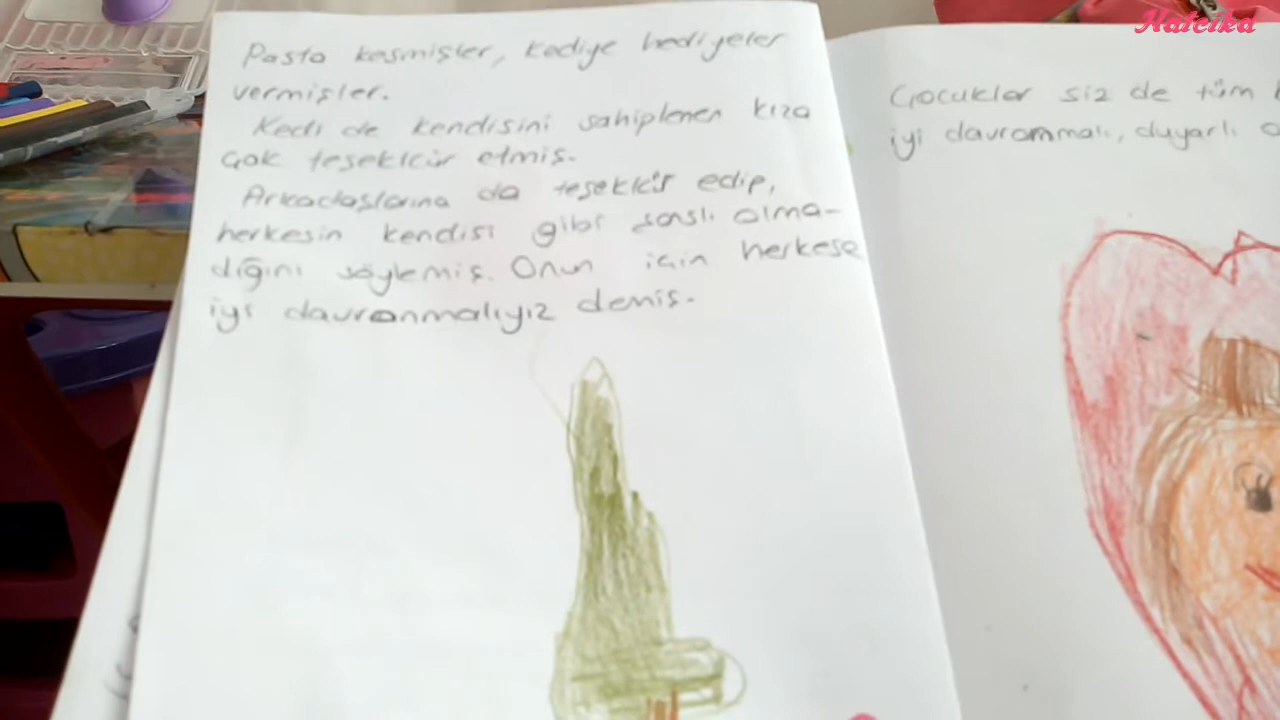 Pasta kesmişler, kediye hediyeler
vermişler.
Kedi de kendisini sahiplenen kıza
çok teşekkür etmiş.
Arkadaşlarına da teşekkür edip,
herkesin kendisi gibi şanslı olma-
dığını söylemiş. Onun için herkese
iyi davranmalıyız demiş.
Çocuklar siz de tüm
iyi davranmalı, duyarlı
Natcika